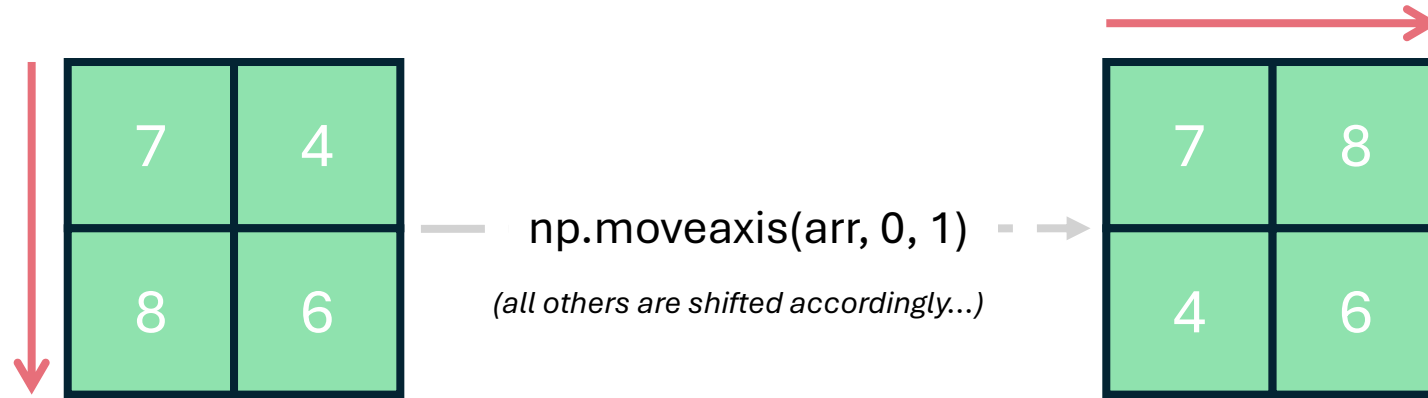 7 4
8 6
np.moveaxis(arr, 0, 1)
(all others are shifted accordingly...)
7 8
4 6